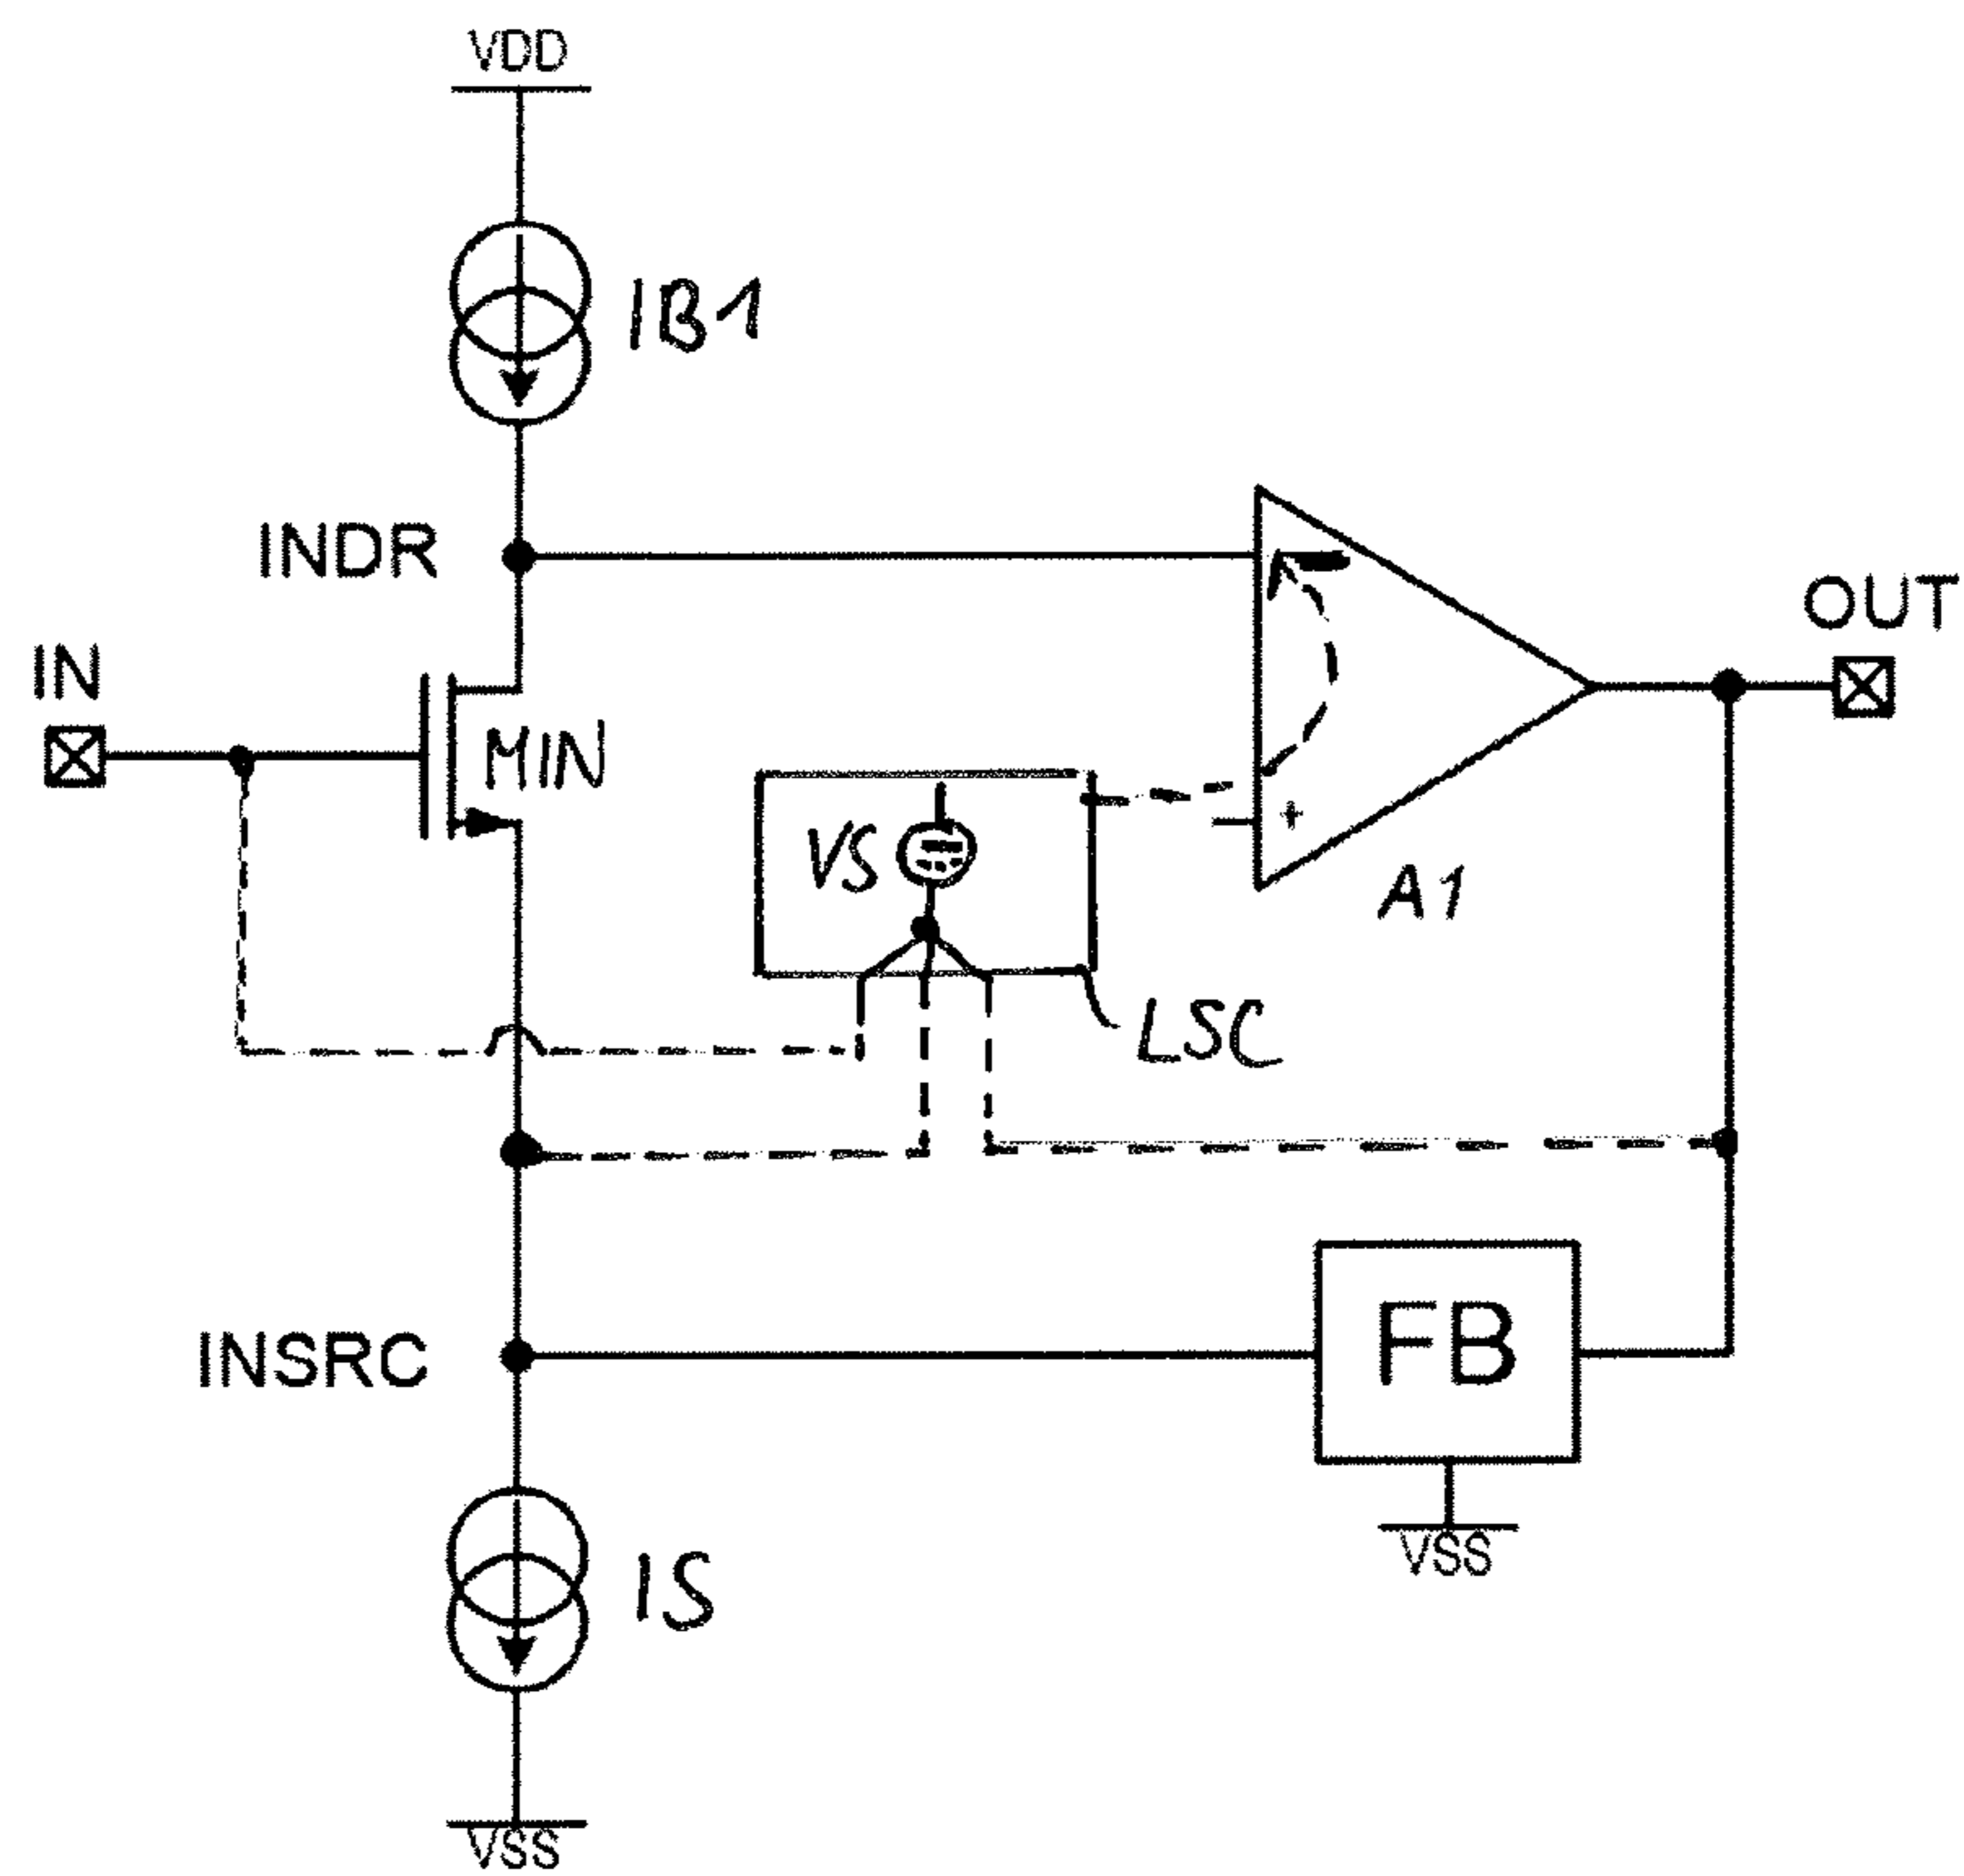 VDD
IB1
INDR
OUT
IN
MIN
VS
+
A1
LSC
INSRC
FB
VSS
IS
VSS